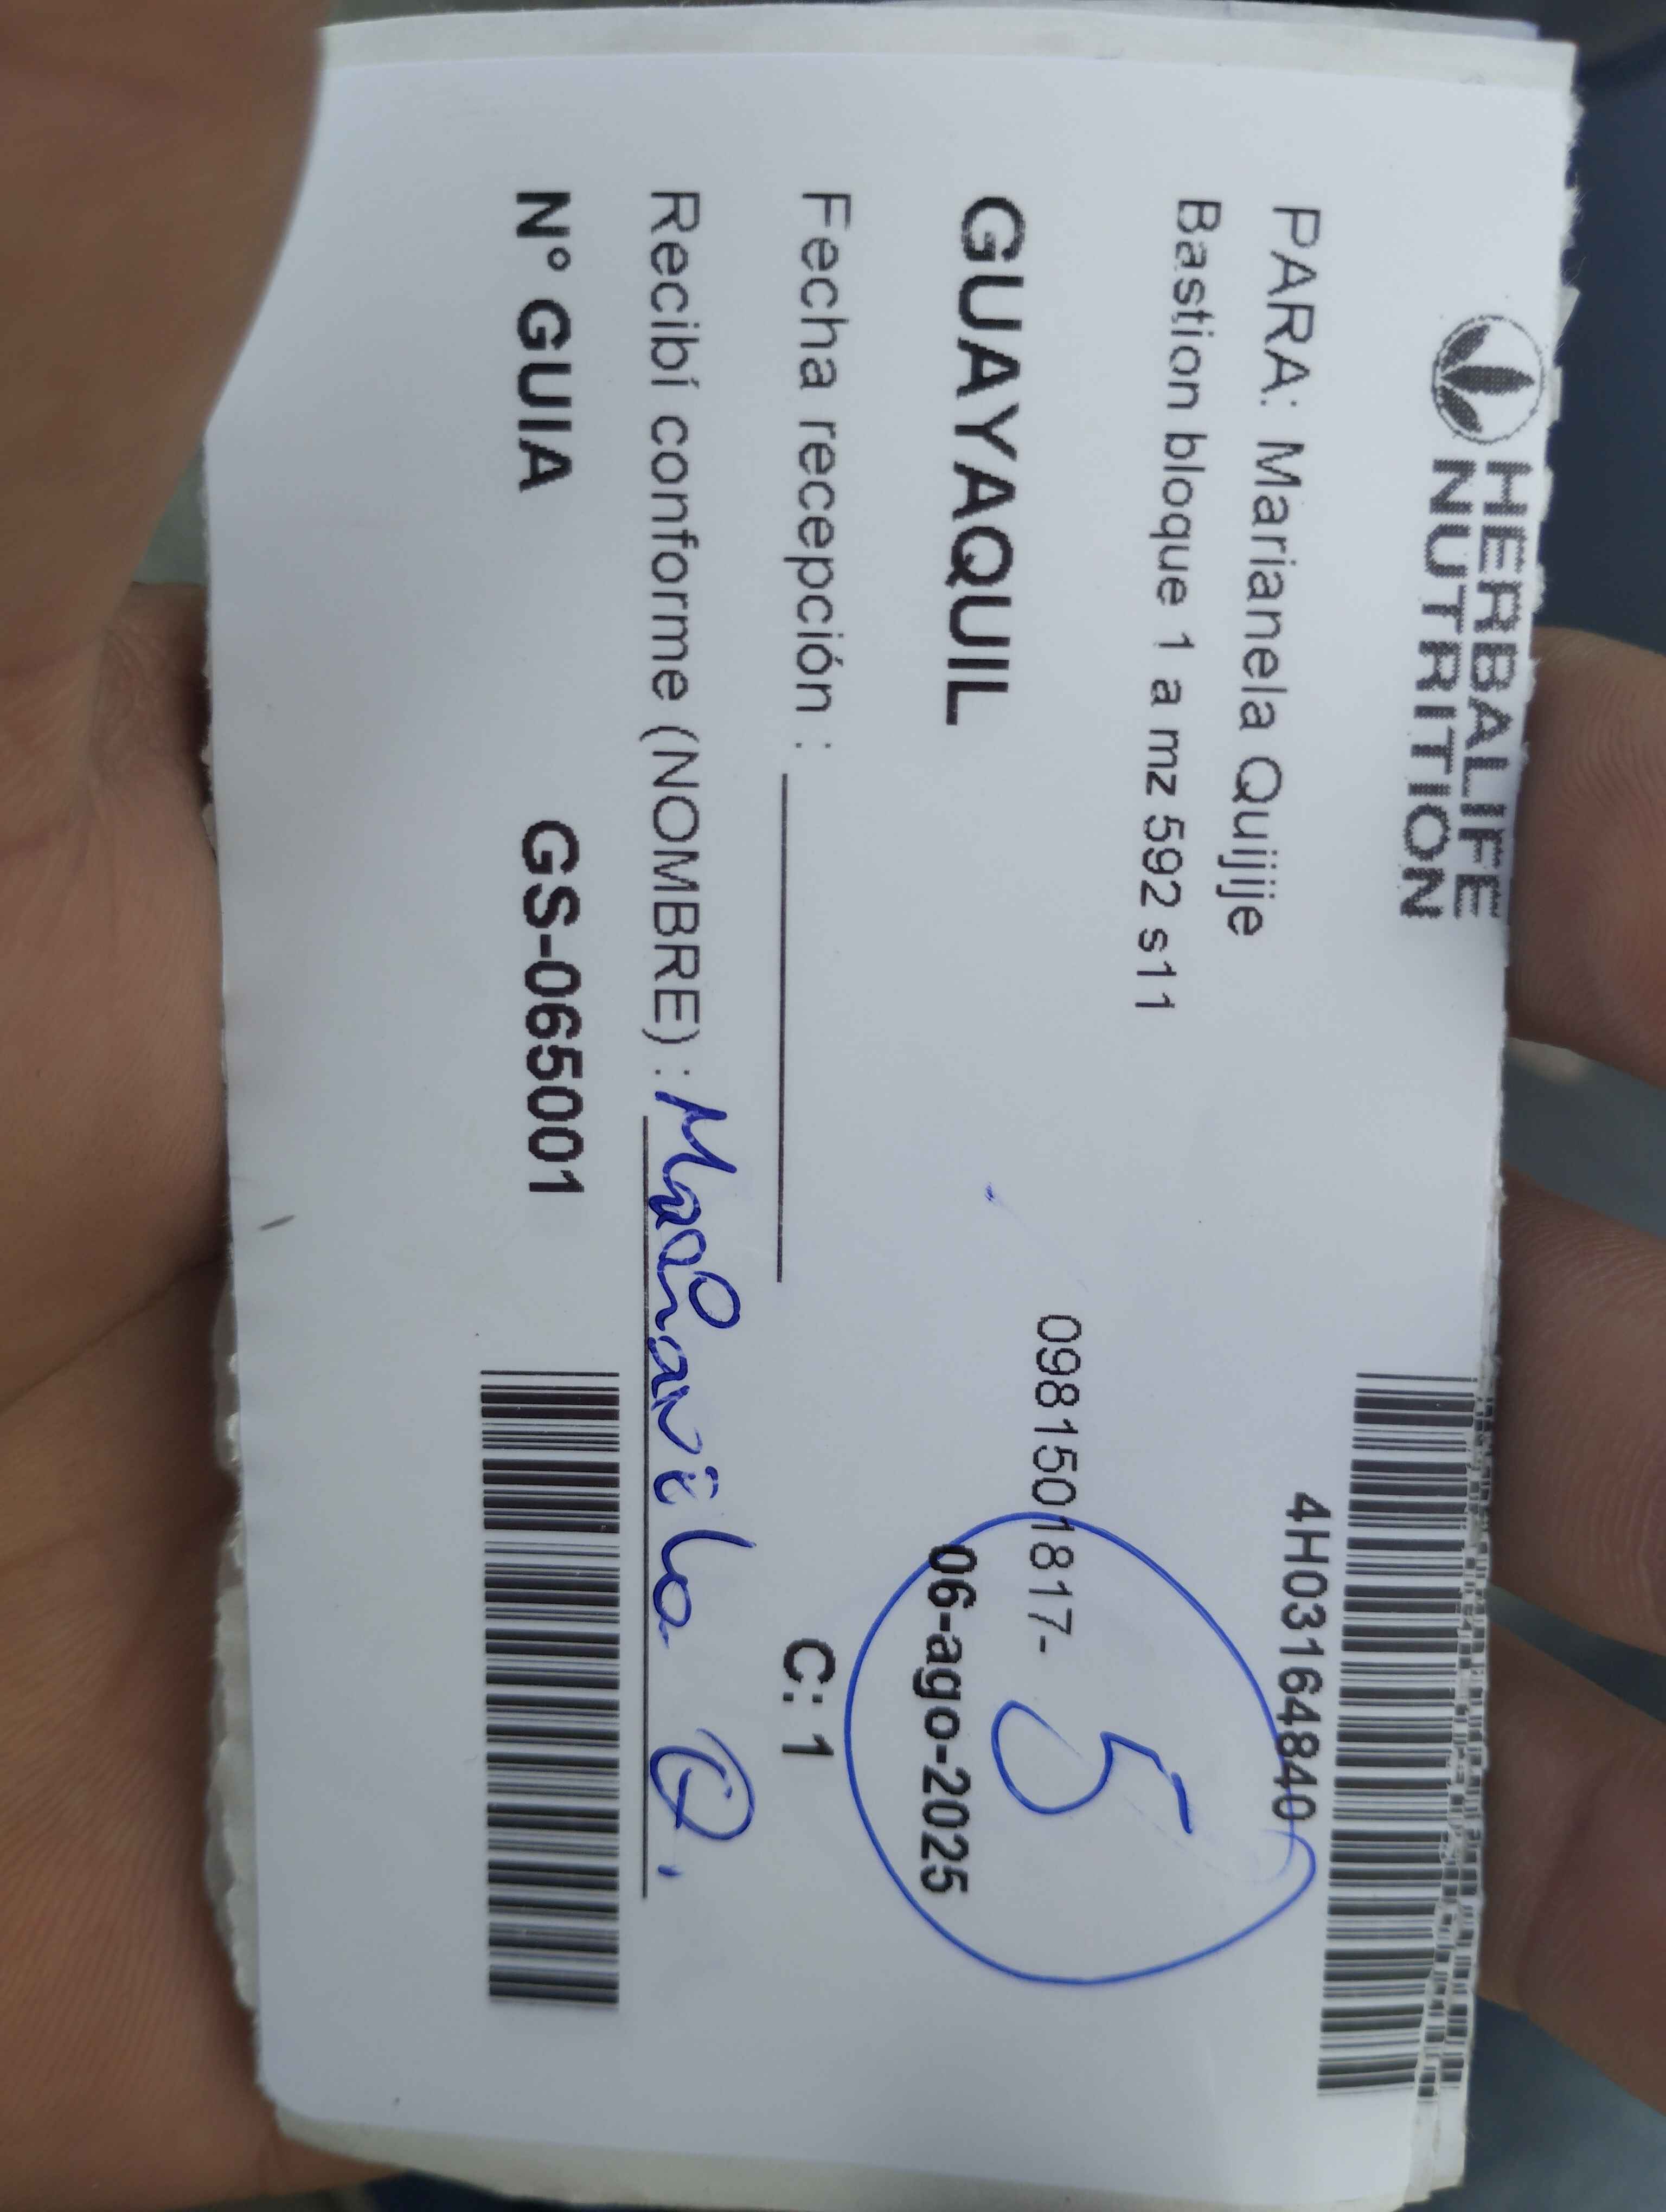 HERBALIFE
NUTRITION
4H03164840
PARA: Marianela Quijije
Bastion bloque 1 a mz 592 s11
0981501817-
5
GUAYAQUIL
06-ago-2025
Fecha recepción :
C: 1
Recibí conforme (NOMBRE) : Q.
N° GUIA GS-065001